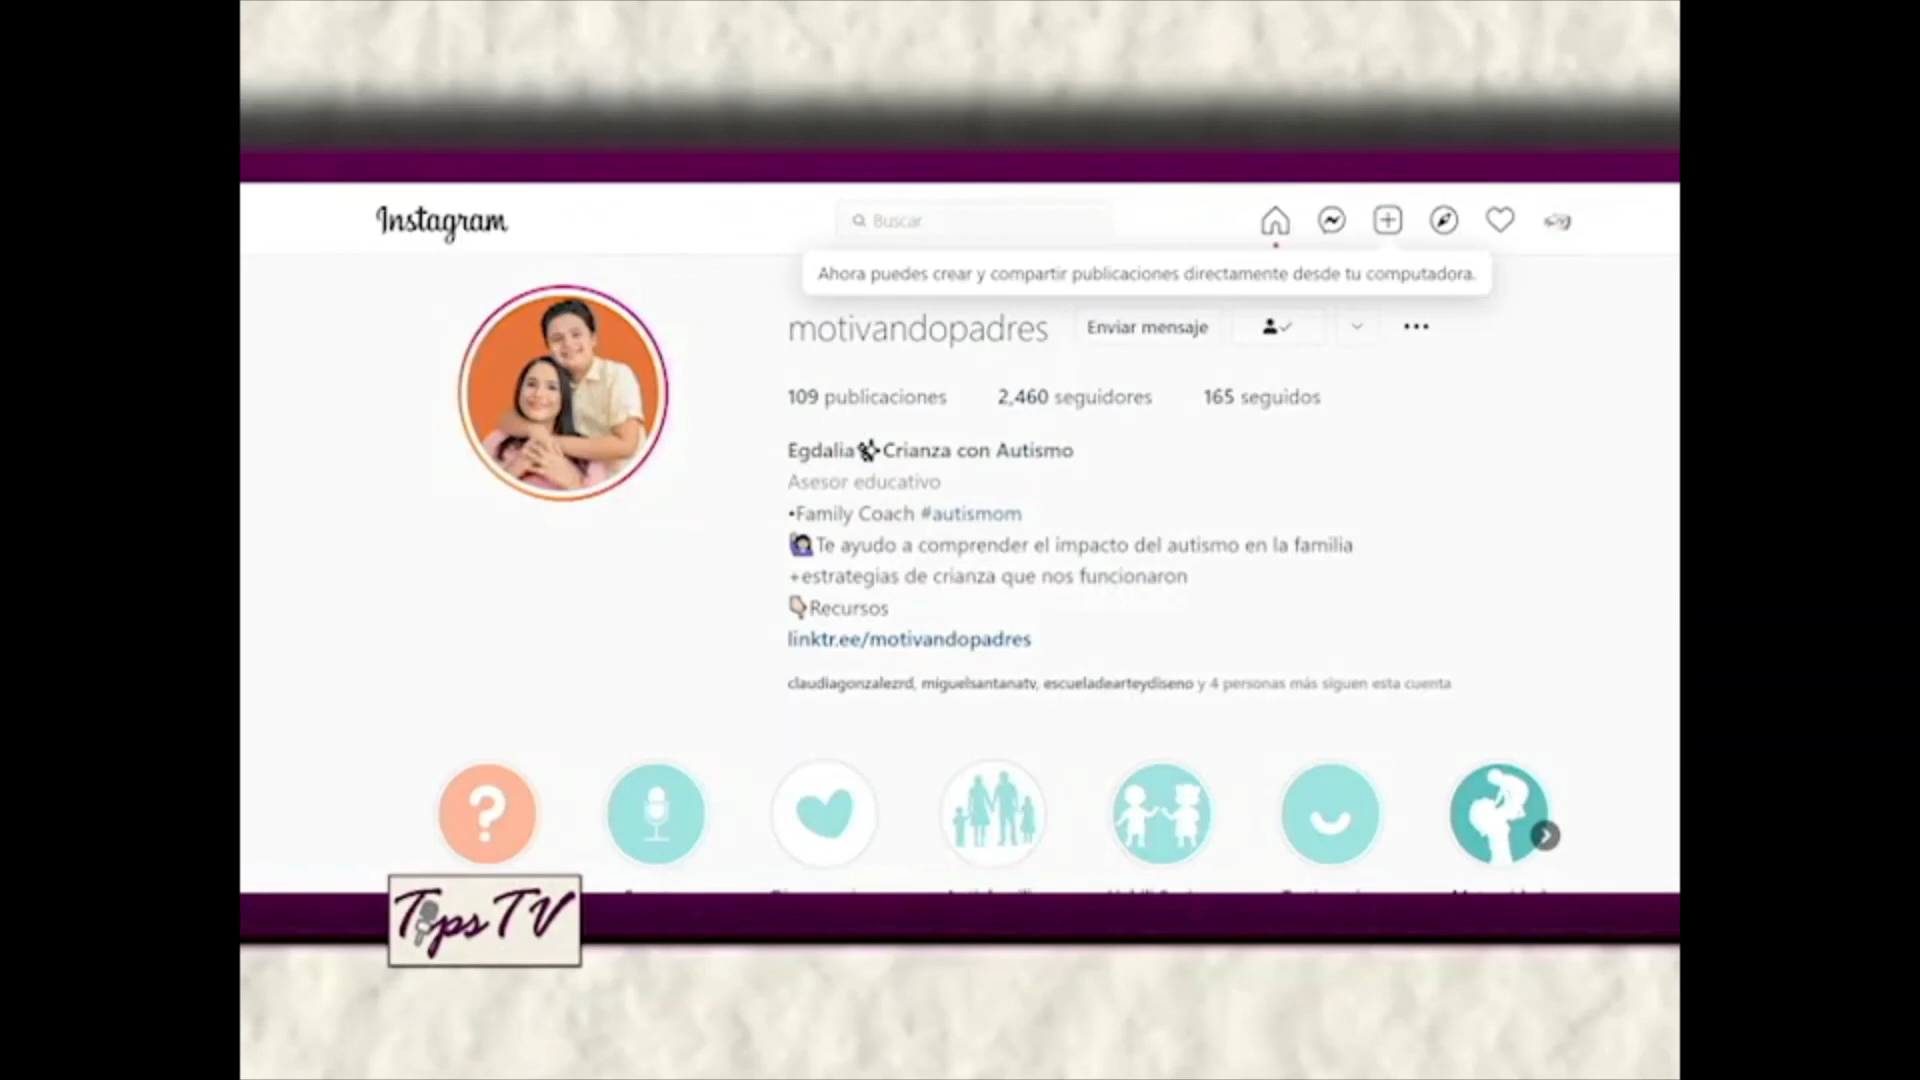 Instagram
Buscar
Ahora puedes crear y compartir publicaciones directamente desde tu computadora.
motivandopadres
Enviar mensaje
109 publicaciones 2,460 seguidores 165 seguidos
Egdalia Crianza con Autismo
Asesor educativo
•Family Coach #autismom
Te ayudo a comprender el impacto del autismo en la familia
+estrategias de crianza que nos funcionaron
Recursos
linktr.ee/motivandopadres
claudiagonzalezrd, miguelsantanatv, escueladearteydiseno y 4 personas más siguen esta cuenta
?
Tips TV